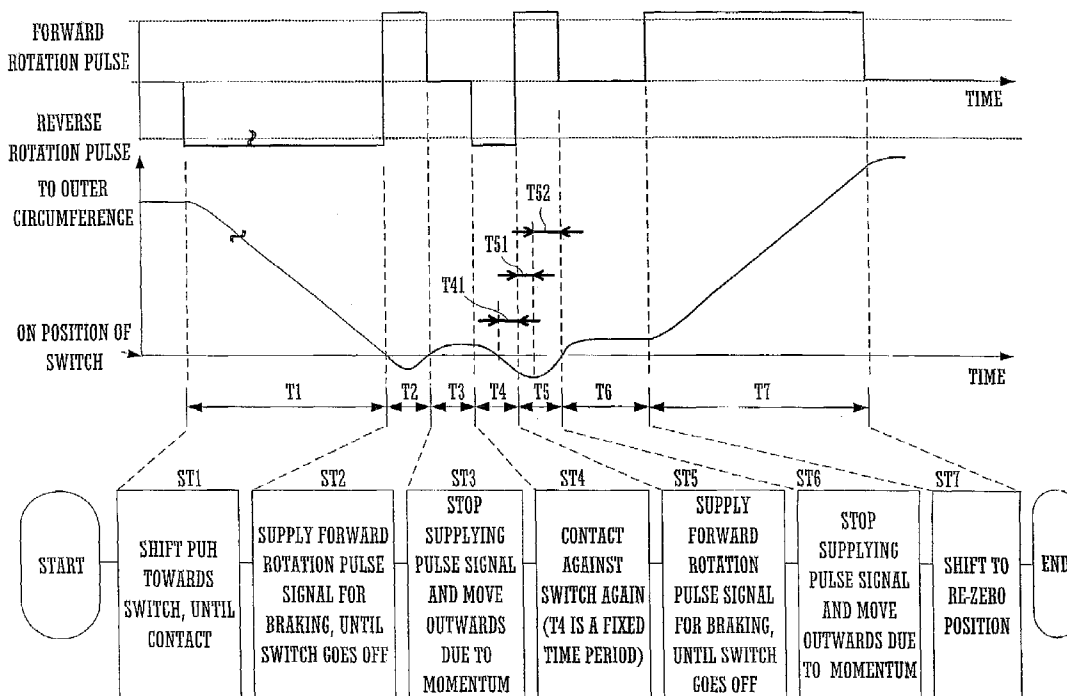 FORWARD
ROTATION PULSE
TIME
REVERSE
ROTATION PULSE
TO OUTER
CIRCUMFERENCE
T52
T51
T41
ON POSITION OF
SWITCH
TIME
T1
T2
T3
T4
T5
T6
T7
START
ST1
SHIFT PUH
TOWARDS
SWITCH, UNTIL
CONTACT
ST2
SUPPLY FORWARD
ROTATION PULSE
SIGNAL FOR
BRAKING, UNTIL
SWITCH GOES OFF
ST3
STOP
SUPPLYING
PULSE SIGNAL
AND MOVE
OUTWARDS
DUE TO
MOMENTUM
ST4
CONTACT
AGAINST
SWITCH AGAIN
(T4 IS A FIXED
TIME PERIOD)
ST5
SUPPLY
FORWARD
ROTATION
PULSE SIGNAL
FOR BRAKING,
UNTIL SWITCH
GOES OFF
ST6
STOP
SUPPLYING
PULSE SIGNAL
AND MOVE
OUTWARDS DUE
TO MOMENTUM
ST7
SHIFT TO
RE-ZERO
POSITION
END